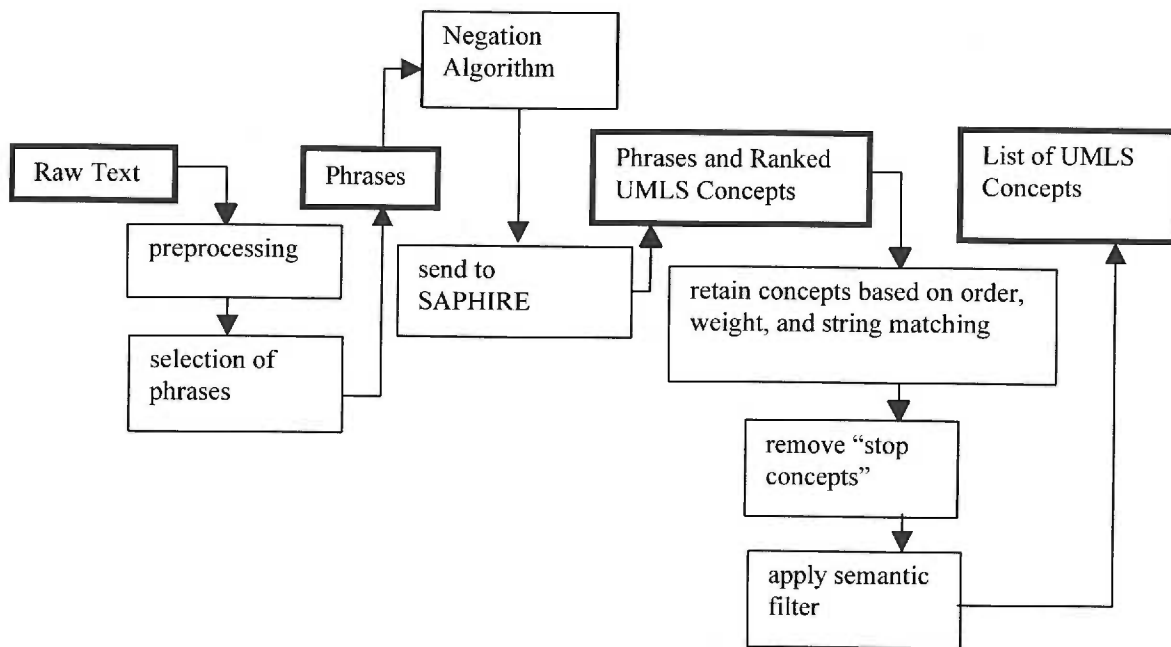 Raw Text
preprocessing
selection of
phrases
Phrases
Negation
Algorithm
send to
SAPHIRE
Phrases and Ranked
UMLS Concepts
retain concepts based on order,
weight, and string matching
remove “stop
concepts”
apply semantic
filter
List of UMLS
Concepts